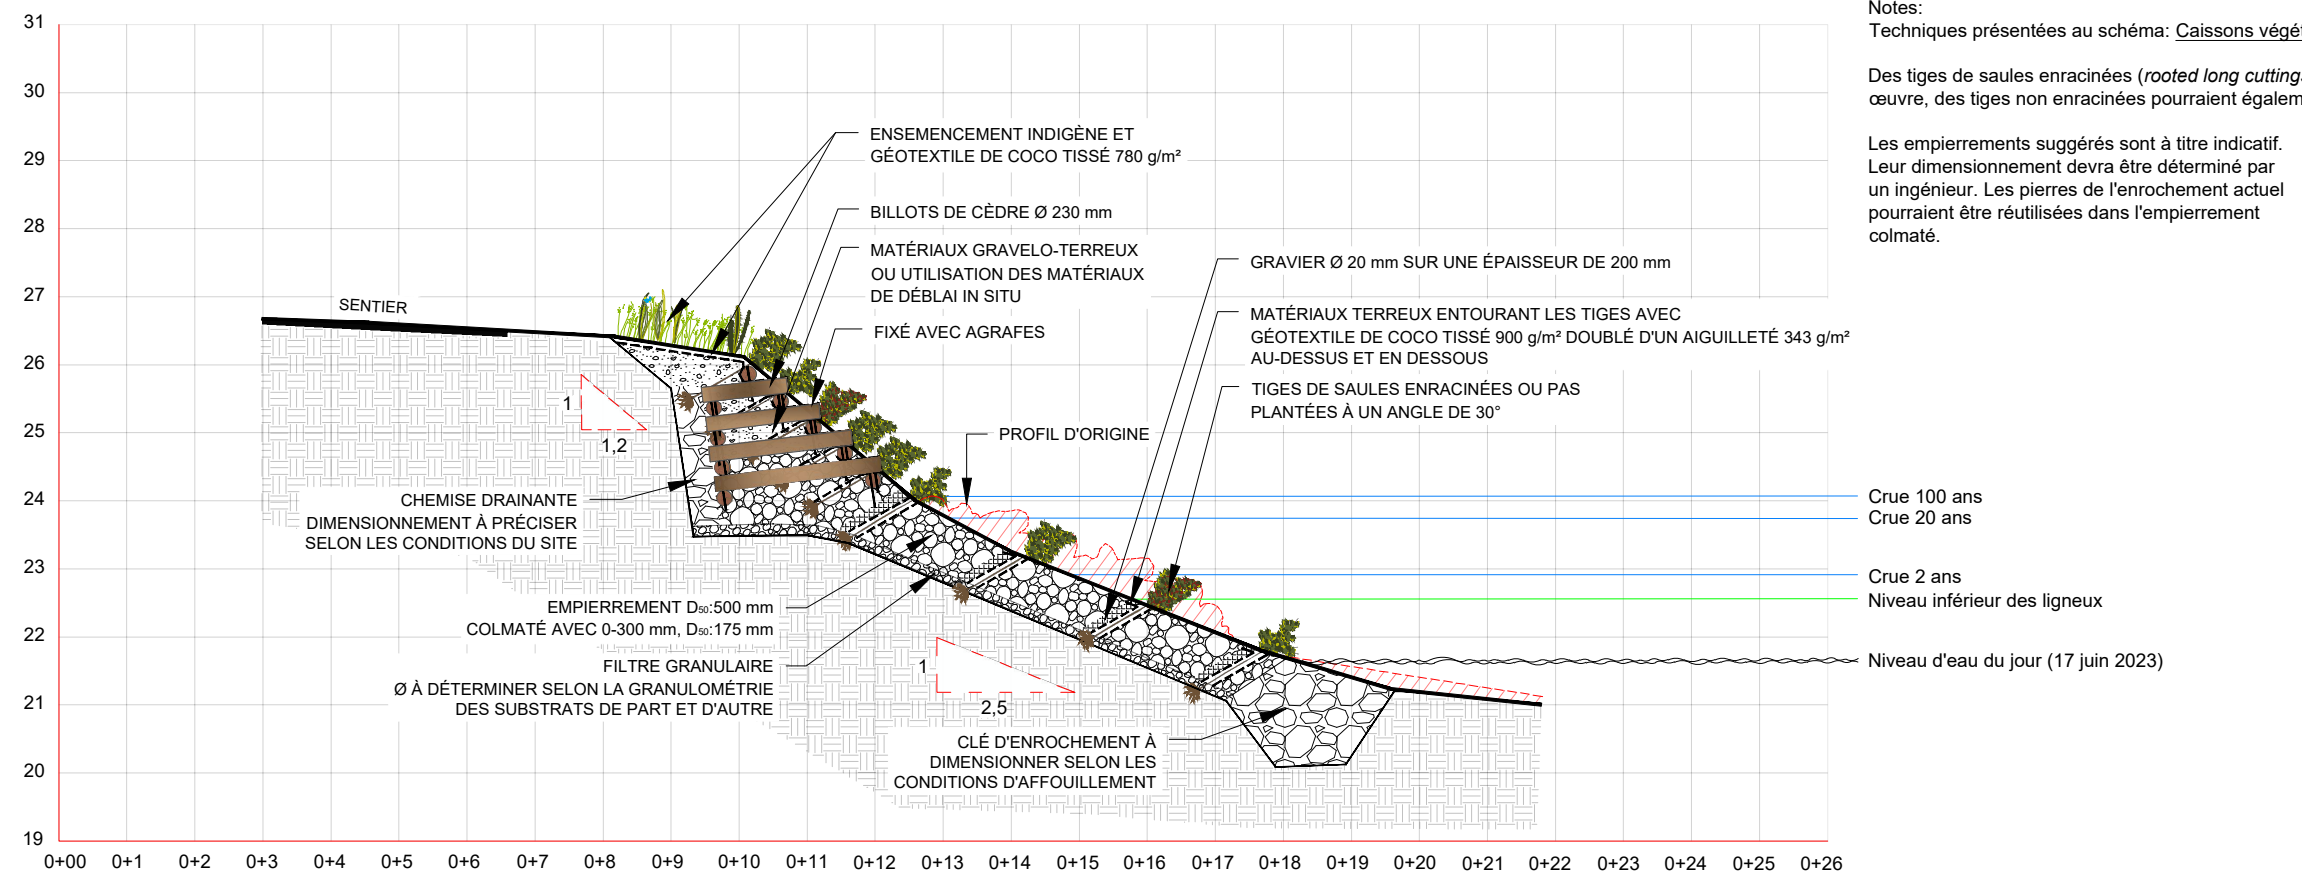 Notes:
Techniques présentées au schéma: Caissons
Des tiges de saules enracinées (rooted long
œuvre, des tiges non enracinées pourraient
Les empierrements suggérés sont à titre indicatif.
Leur dimensionnement devra être déterminé par
un ingénieur. Les pierres de l'enrochement actuel
pourraient être réutilisées dans l'empierrement
colmaté.
31
30
29
28
27
26
25
24
23
22
21
20
19
ENSEMENCEMENT INDIGÈNE ET
GÉOTEXTILE DE COCO TISSÉ 780 g/m²
BILLOTS DE CÈDRE Ø 230 mm
MATÉRIAUX GRAVELO-TERREUX
OU UTILISATION DES MATÉRIAUX
DE DÉBLAI IN SITU
FIXÉ AVEC AGRAFES
GRAVIER Ø 20 mm SUR UNE ÉPAISSEUR DE 200 mm
MATÉRIAUX TERREUX ENTOURANT LES TIGES AVEC
GÉOTEXTILE DE COCO TISSÉ 900 g/m² DOUBLÉ D'UN AIGUILLETÉ 343 g/m²
AU-DESSUS ET EN DESSOUS
TIGES DE SAULES ENRACINÉES OU PAS
PLANTÉES À UN ANGLE DE 30°
SENTIER
1
1,2
PROFIL D'ORIGINE
CHEMISE DRAINANTE
DIMENSIONNEMENT À PRÉCISER
SELON LES CONDITIONS DU SITE
EMPIERREMENT D50:500 mm
COLMATÉ AVEC 0-300 mm, D50:175 mm
FILTRE GRANULAIRE
Ø À DÉTERMINER SELON LA GRANULOMÉTRIE
DES SUBSTRATS DE PART ET D'AUTRE
1
2,5
CLÉ D'ENROCHEMENT À
DIMENSIONNER SELON LES
CONDITIONS D'AFFOUILLEMENT
Crue 100 ans
Crue 20 ans
Crue 2 ans
Niveau inférieur des ligneux
Niveau d'eau du jour (17 juin 2023)
0+00 0+1 0+2 0+3 0+4 0+5 0+6 0+7 0+8 0+9 0+10 0+11 0+12 0+13 0+14 0+15 0+16 0+17 0+18 0+19 0+20 0+21 0+22 0+23 0+24 0+25 0+26